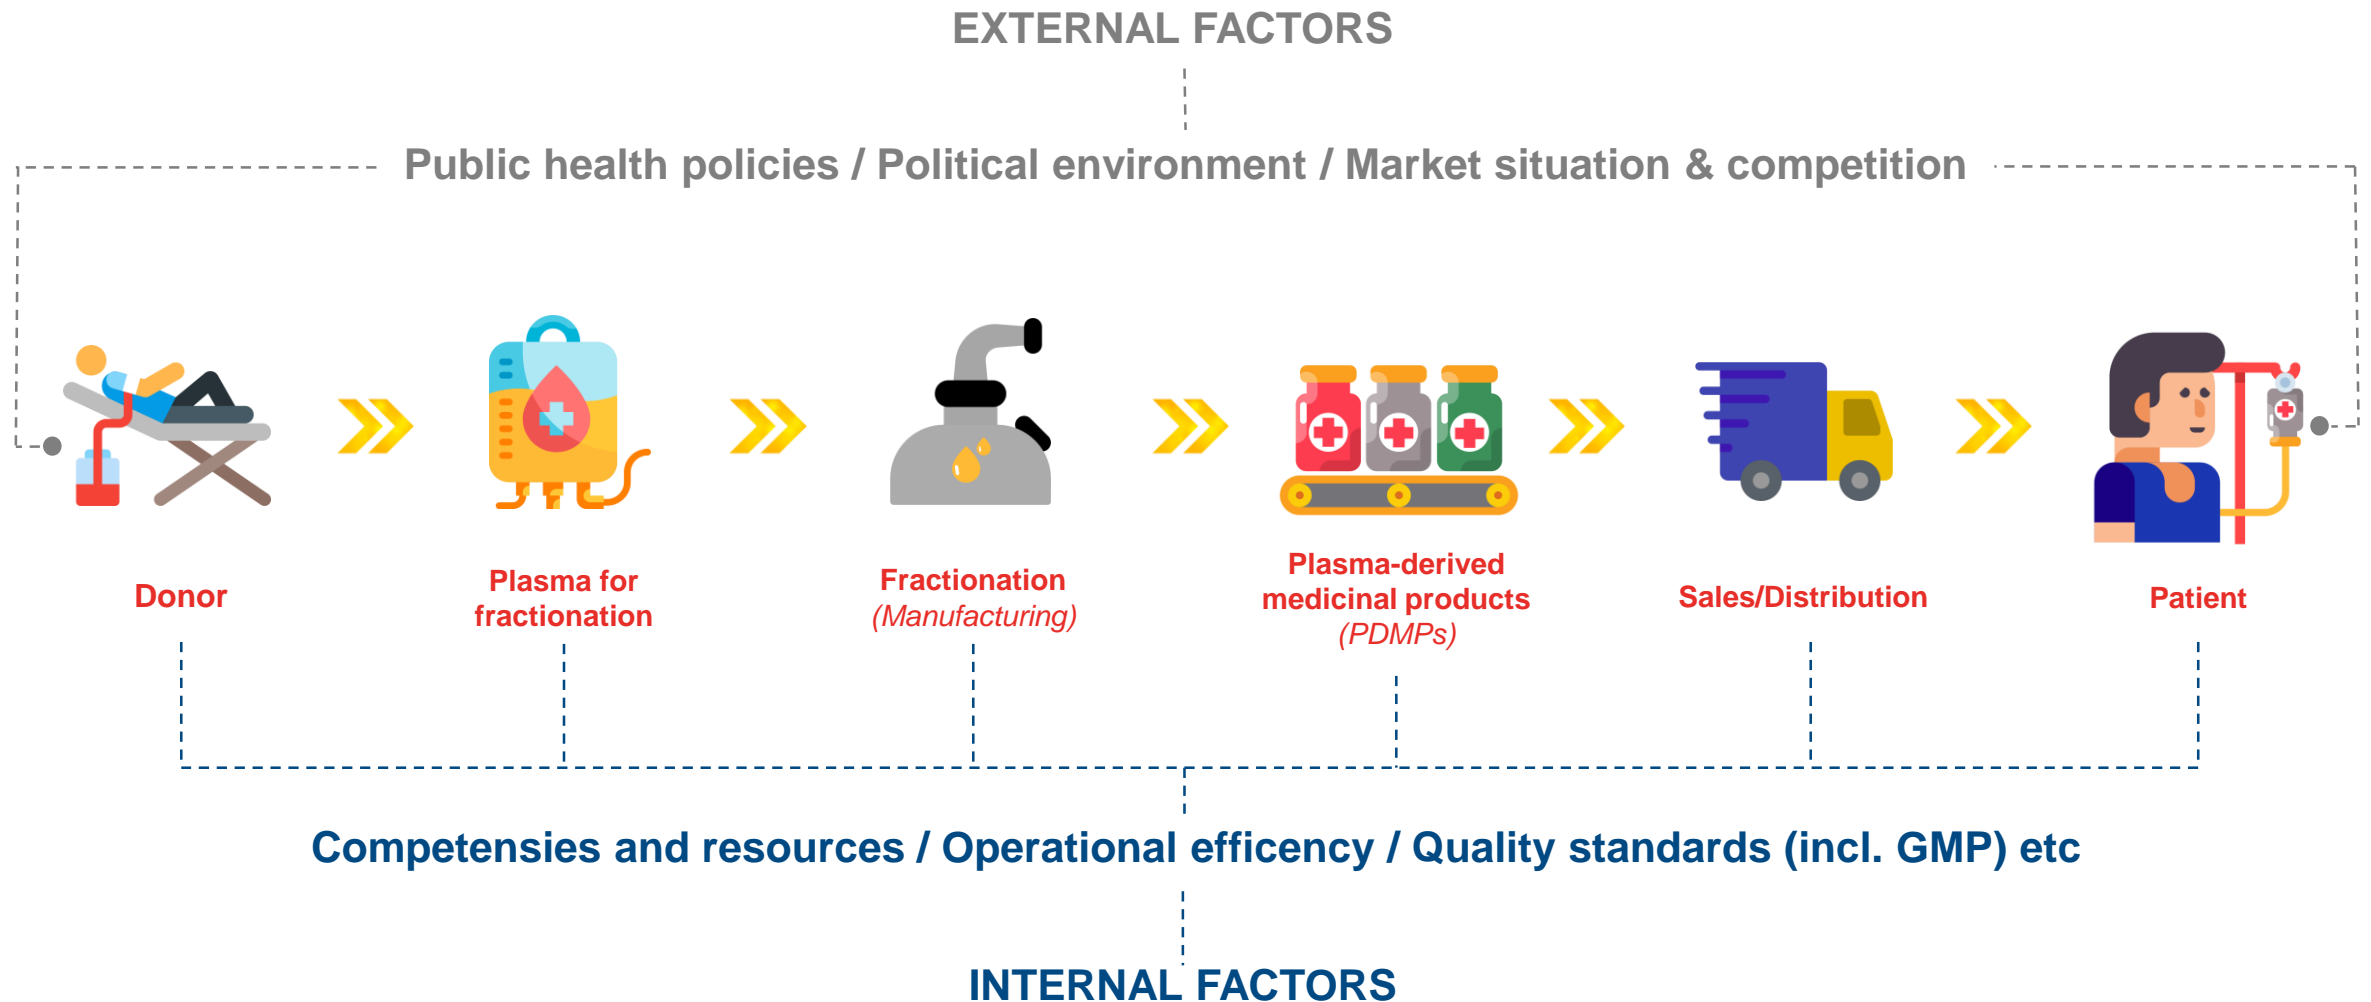 EXTERNAL FACTORS
Public health policies / Political environment / Market situation & competition
Donor
Plasma for
fractionation
Fractionation
(Manufacturing)
Plasma-derived
medicinal products
(PDMPs)
Sales/Distribution
Patient
Competensies and resources / Operational efficency / Quality standards (incl. GMP) etc
INTERNAL FACTORS